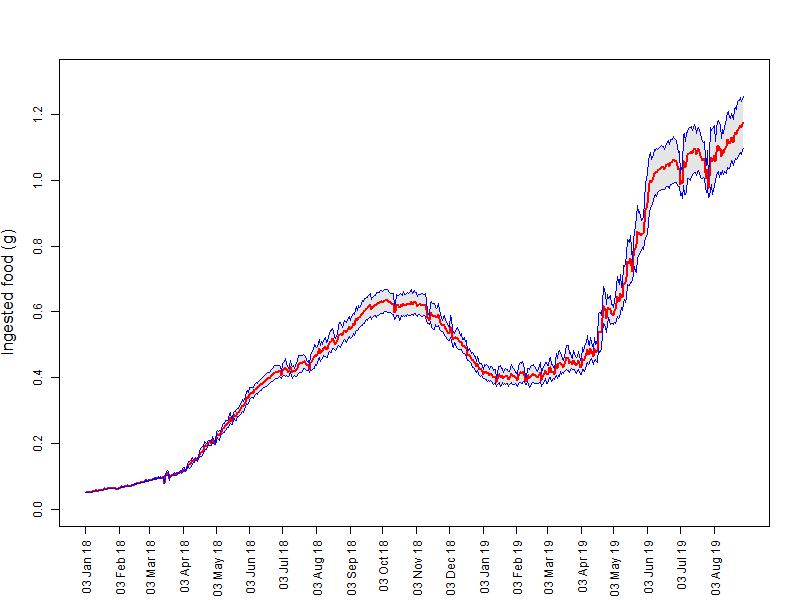 Ingested food (g)
1.2
1.0
0.8
0.6
0.4
0.2
0.0
03 Jan 18
03 Feb 18
03 Mar 18
03 Apr 18
03 May 18
03 Jun 18
03 Jul 18
03 Aug 18
03 Sep 18
03 Oct 18
03 Nov 18
03 Dec 18
03 Jan 19
03 Feb 19
03 Mar 19
03 Apr 19
03 May 19
03 Jun 19
03 Jul 19
03 Aug 19